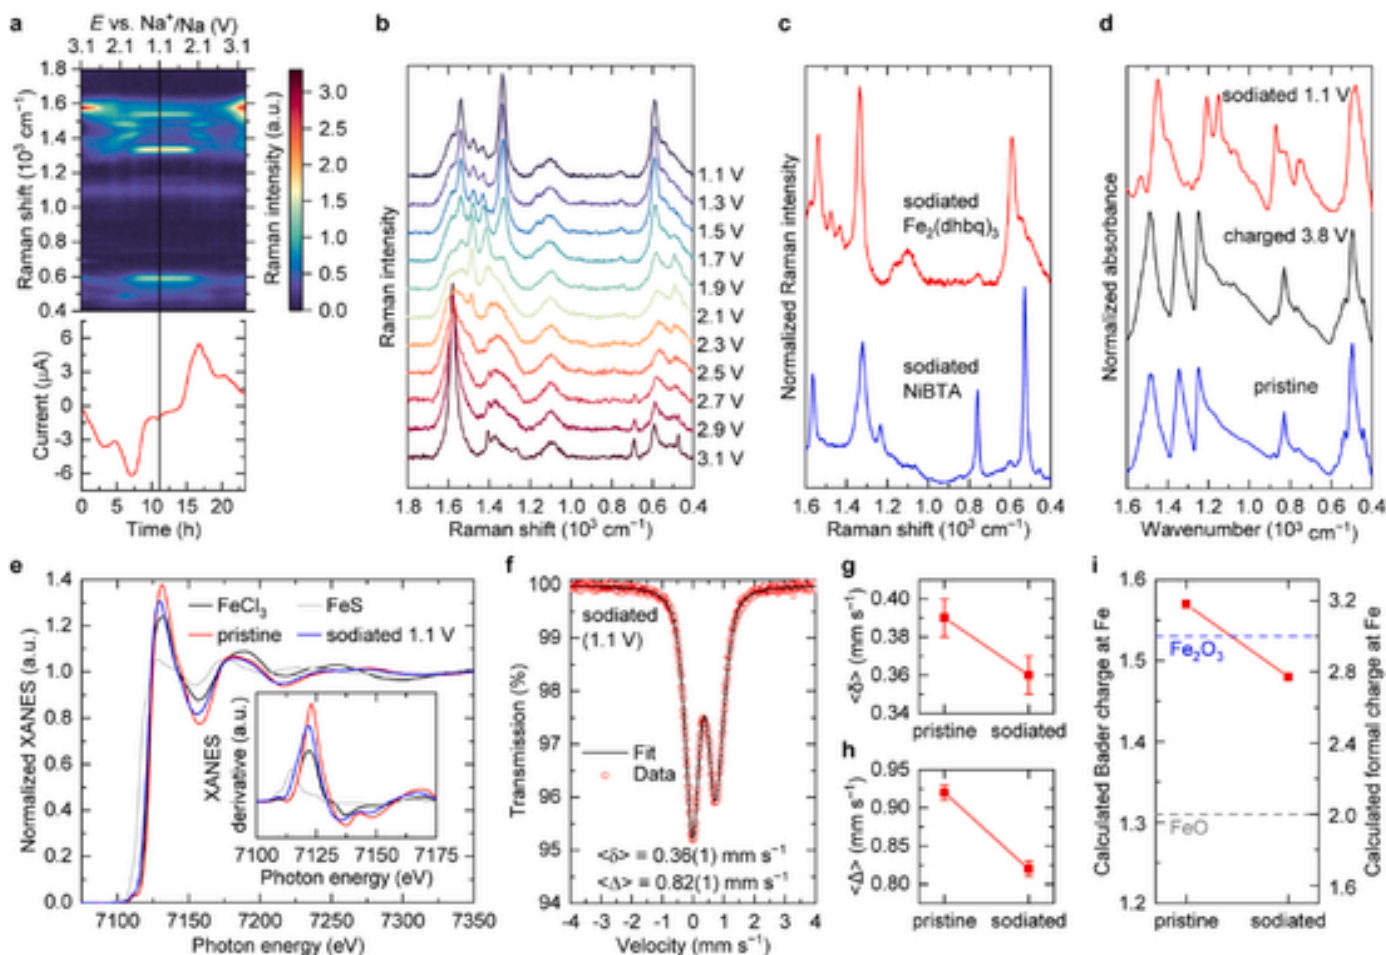 a
E vs. Na⁺/Na (V)
3.1 2.1 1.1 2.1 3.1
Raman shift (10³ cm⁻¹)
1.8
1.6
1.4
1.2
1.0
0.8
0.6
0.4
Raman intensity (a.u.)
3.0
2.5
2.0
1.5
1.0
0.5
0.0
Current (μA)
6
3
0
-3
-6
0 5 10 15 20
Time (h)
b
Raman intensity
1.1 V
1.3 V
1.5 V
1.7 V
1.9 V
2.1 V
2.3 V
2.5 V
2.7 V
2.9 V
3.1 V
1.8 1.6 1.4 1.2 1.0 0.8 0.6 0.4
Raman shift (10³ cm⁻¹)
c
Normalized Raman intensity
sodiated
Fe₂(dhbq)₃
sodiated
NiBTA
1.6 1.4 1.2 1.0 0.8 0.6 0.4
Raman shift (10³ cm⁻¹)
d
Normalized absorbance
sodiated 1.1 V
charged 3.8 V
pristine
1.6 1.4 1.2 1.0 0.8 0.6 0.4
Wavenumber (10³ cm⁻¹)
e
Normalized XANES (a.u.)
1.4
1.2
1.0
0.8
0.6
0.4
0.2
0.0
FeCl₃ FeS
pristine sodiated 1.1 V
XANES
derivative (a.u.)
7100 7125 7150 7175
Photon energy (eV)
7100 7150 7200 7250 7300 7350
Photon energy (eV)
f
Transmission (%)
100
99
98
97
96
95
94
sodiated
(1.1 V)
Fit
Data
<δ> = 0.36(1) mm s⁻¹
<Δ> = 0.82(1) mm s⁻¹
-4 -3 -2 -1 0 1 2 3 4
Velocity (mm s⁻¹)
g
<δ> (mm s⁻¹)
0.40
0.38
0.36
0.34
pristine sodiated
h
<Δ> (mm s⁻¹)
0.95
0.90
0.85
0.80
pristine sodiated
i
Calculated Bader charge at Fe
1.6
1.5
1.4
1.3
1.2
Fe₂O₃
FeO
3.2
3.0
2.8
2.6
2.4
2.2
2.0
1.8
1.6
Calculated formal charge at Fe
pristine sodiated